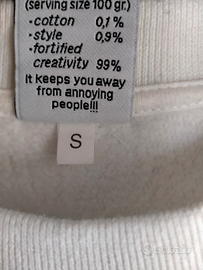 (serving size 100 gr.)
•cotton 0,1 %
•style 0,9%
•fortified
creativity 99%
It keeps you away
from annoying
people!!!
S